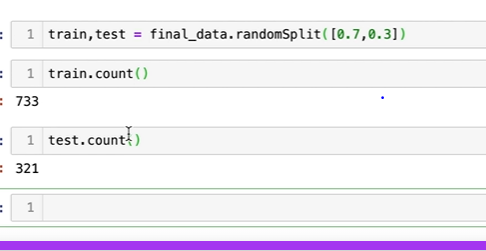 1 train,test = final_data.randomSplit([0.7,0.3])
1 train.count()
733
1 test.count()
321
1